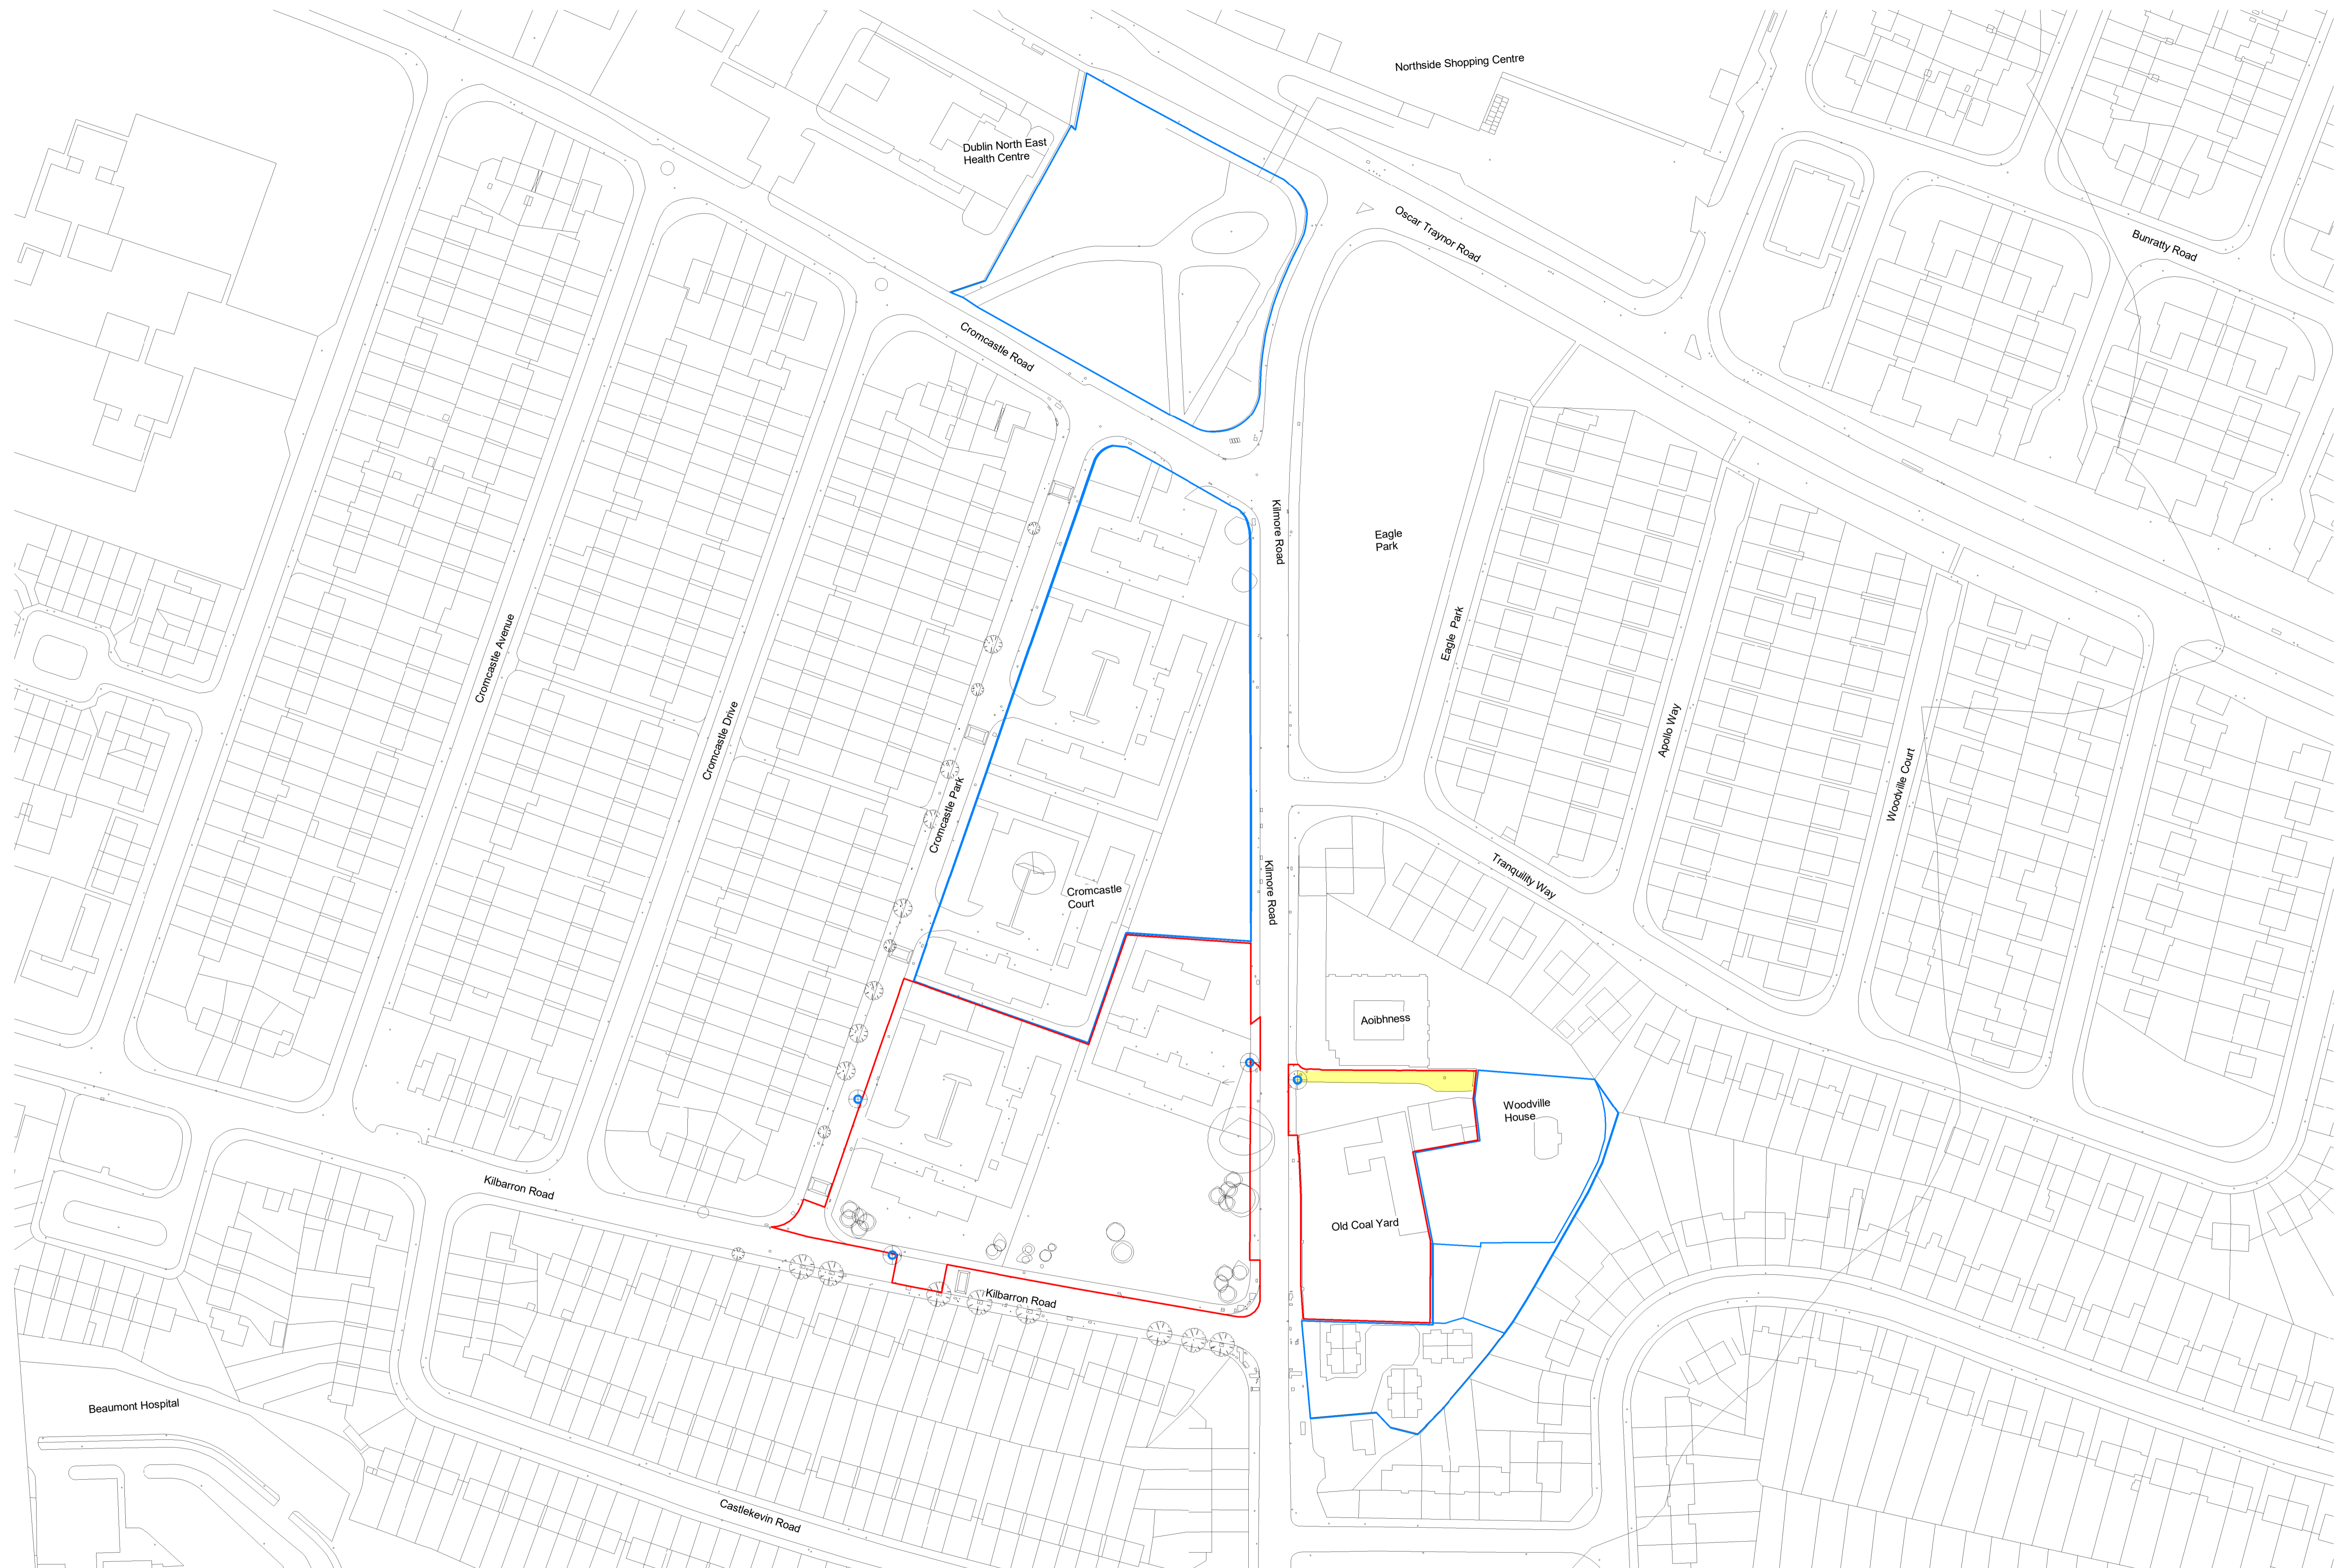 Northside Shopping Centre
Dublin North East
Health Centre
Oscar Traynor Road
Bunratty Road
Cromcastle Road
Kilmore Road
Eagle
Park
Eagle Park
Cromcastle Avenue
Cromcastle Drive
Cromcastle Park
Apollo Way
Woodville Court
Cromcastle
Court
Kilmore Road
Tranquility Way
Aoibhness
Woodville
House
Kilbarron Road
Old Coal Yard
Kilbarron Road
Beaumont Hospital
Castlekevin Road